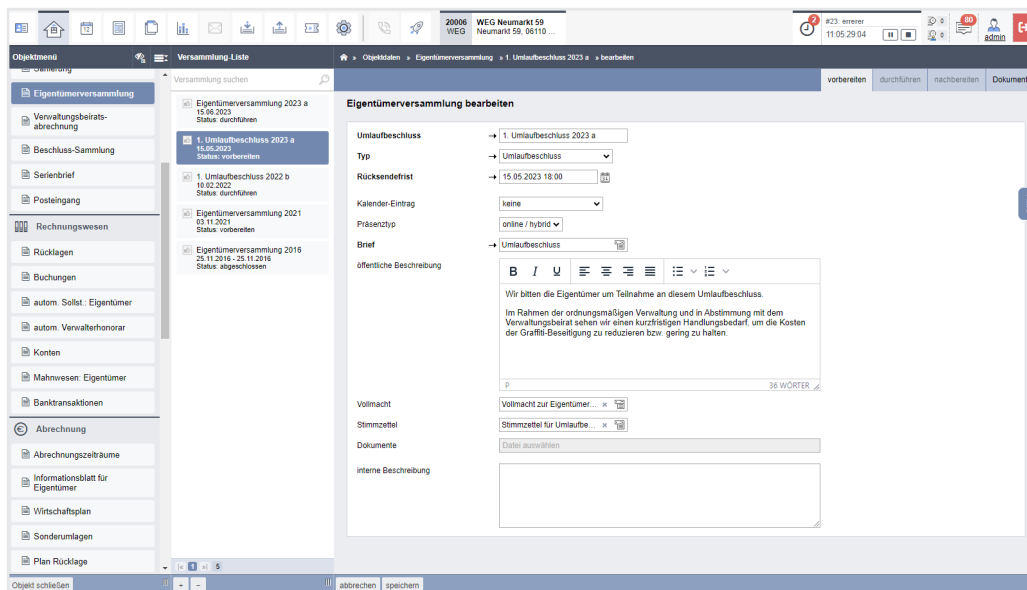 12
20006 WEG Neumarkt 59
WEG Neumarkt 59, 06110 ...
2
#23: errerer
11:05:29:04
80
admin
Objektmenü
Versammlung-Liste
» Objektdaten » Eigentümerversammlung » 1. Umlaufbeschluss 2023 a » bearbeiten
Sanierung
Eigentümerversammlung
Verwaltungsbeirats-
abrechnung
Beschluss-Sammlung
Serienbrief
Posteingang
Rechnungswesen
Rücklagen
Buchungen
autom. Sollst.: Eigentümer
autom. Verwalterhonorar
Konten
Mahnwesen: Eigentümer
Banktransaktionen
Abrechnung
Abrechnungszeiträume
Informationsblatt für
Eigentümer
Wirtschaftsplan
Sonderumlagen
Plan Rücklage
Objekt schließen
Versammlung suchen
Eigentümerversammlung 2023 a
15.06.2023
Status: durchführen
1. Umlaufbeschluss 2023 a
15.05.2023
Status: vorbereiten
1. Umlaufbeschluss 2022 b
10.02.2022
Status: durchführen
Eigentümerversammlung 2021
03.11.2021
Status: vorbereiten
Eigentümerversammlung 2016
25.11.2016 - 25.11.2016
Status: abgeschlossen
1 5
+ −
vorbereiten durchführen nachbereiten Dokument
Eigentümerversammlung bearbeiten
Umlaufbeschluss → 1. Umlaufbeschluss 2023 a
Typ → Umlaufbeschluss
Rücksendefrist → 15.05.2023 18:00
Kalender-Eintrag keine
Präsenztyp online / hybrid
Brief → Umlaufbeschluss
öffentliche Beschreibung
B I U
Wir bitten die Eigentümer um Teilnahme an diesem Umlaufbeschluss.
Im Rahmen der ordnungsmäßigen Verwaltung und in Abstimmung mit dem
Verwaltungsbeirat sehen wir einen kurzfristigen Handlungsbedarf, um die Kosten
der Graffiti-Beseitigung zu reduzieren bzw. gering zu halten.
P 36 WÖRTER
Vollmacht Vollmacht zur Eigentümer... ×
Stimmzettel Stimmzettel für Umlaufbe... ×
Dokumente Datei auswählen
interne Beschreibung
abbrechen speichern